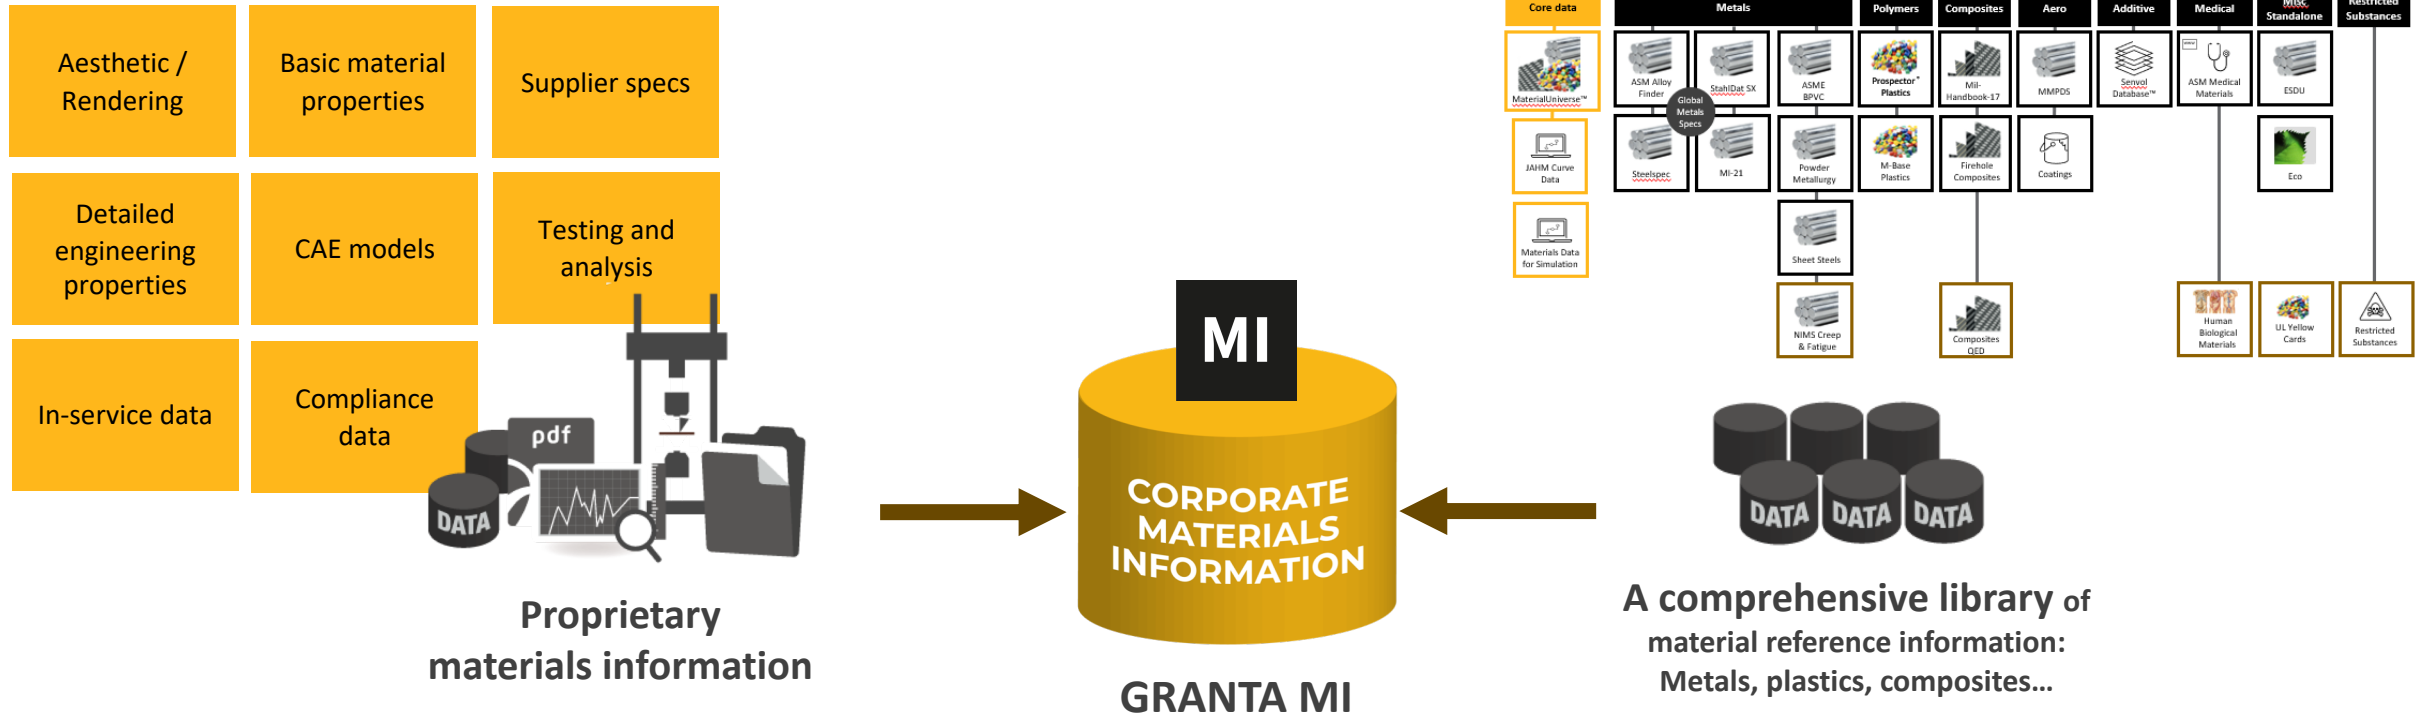 Aesthetic /
Rendering
Basic material
properties
Supplier specs
Detailed
engineering
properties
CAE models
Testing and
analysis
In-service data
Compliance
data
pdf
DATA
Proprietary
materials information
MI
CORPORATE
MATERIALS
INFORMATION
GRANTA MI
Core data
Metals
Polymers
Composites
Aero
Additive
Medical
Misc
Standalone
Restricted
Substances
MaterialUniverse™
JAHM Curve
Data
Materials Data
for Simulation
ASM Alloy
Finder
StahlDat SX
Global
Metals
Specs
Steelspec
MI-21
ASME
BPVC
Powder
Metallurgy
Sheet Steels
NIMS Creep
& Fatigue
Prospector®
Plastics
M-Base
Plastics
Mil-
Handbook-17
Firehole
Composites
Composites
QED
MMPDS
Coatings
Senvol
Database™
ASM Medical
Materials
Human
Biological
Materials
ESDU
Eco
UL Yellow
Cards
Restricted
Substances
DATA
DATA
DATA
A comprehensive library of
material reference information:
Metals, plastics, composites...